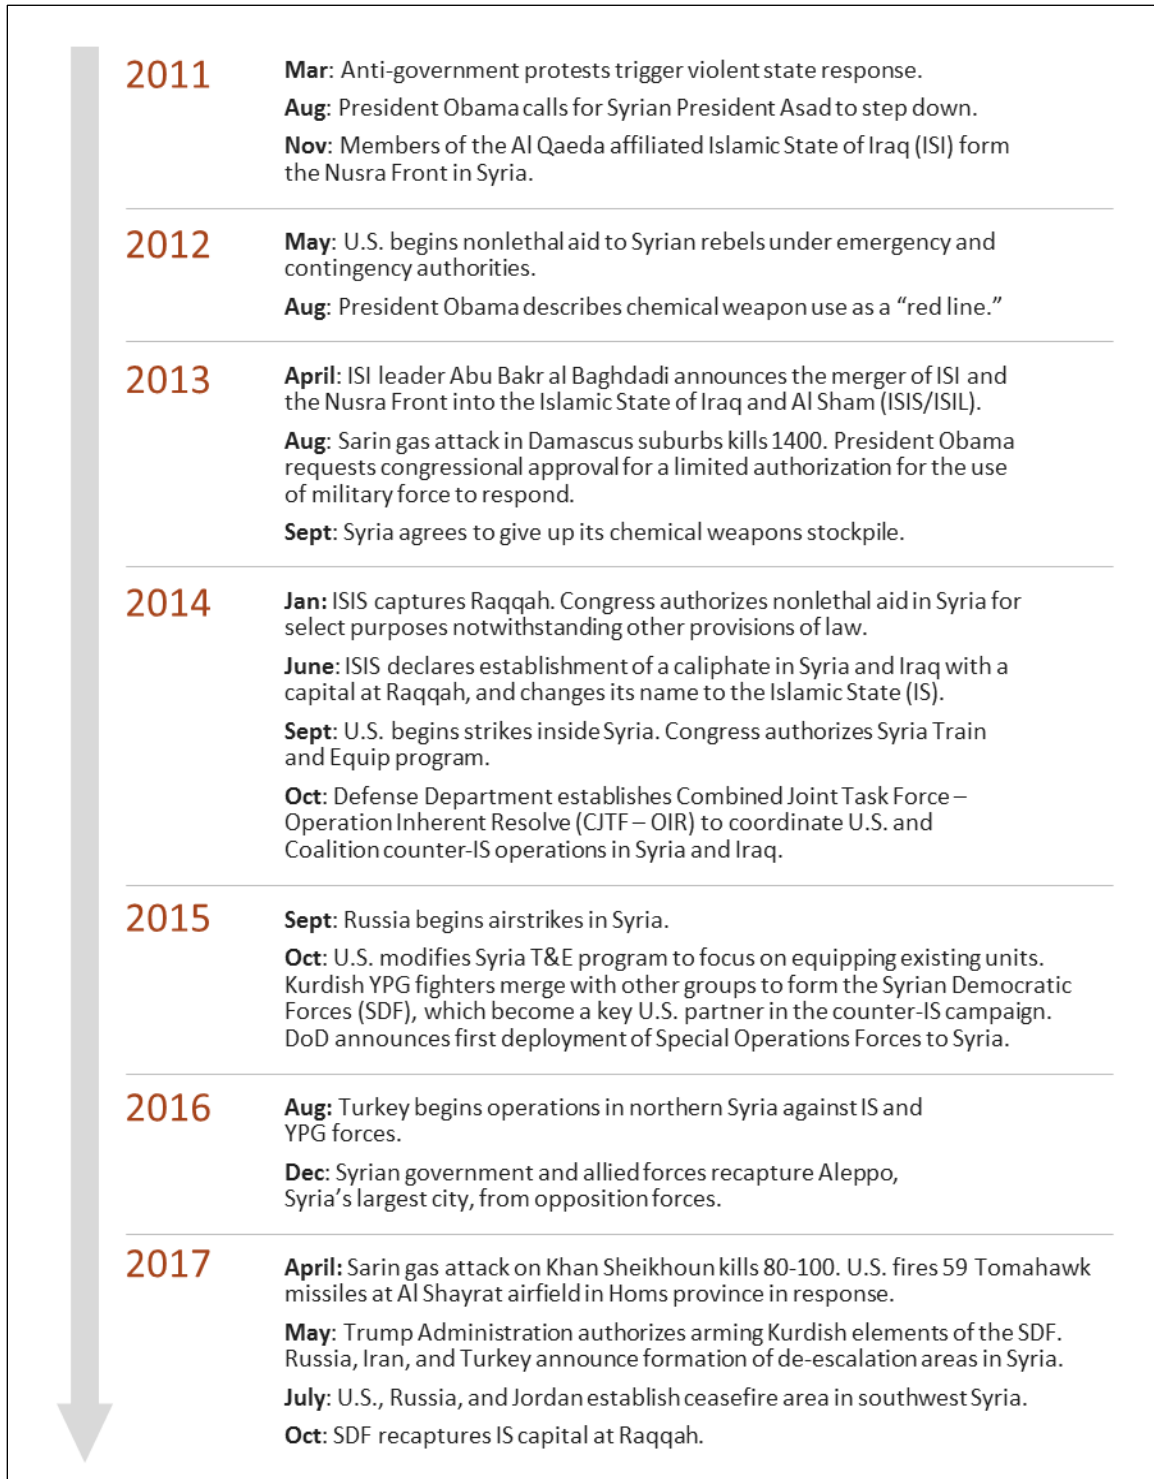 2011
Mar: Anti-government protests trigger violent state response.
Aug: President Obama calls for Syrian President Asad to step down.
Nov: Members of the Al Qaeda affiliated Islamic State of Iraq (ISI) form
the Nusra Front in Syria.
2012
May: U.S. begins nonlethal aid to Syrian rebels under emergency and
contingency authorities.
Aug: President Obama describes chemical weapon use as a “red line.”
2013
April: ISI leader Abu Bakr al Baghdadi announces the merger of ISI and
the Nusra Front into the Islamic State of Iraq and Al Sham (ISIS/ISIL).
Aug: Sarin gas attack in Damascus suburbs kills 1400. President Obama
requests congressional approval for a limited authorization for the use
of military force to respond.
Sept: Syria agrees to give up its chemical weapons stockpile.
2014
Jan: ISIS captures Raqqah. Congress authorizes nonlethal aid in Syria for
select purposes notwithstanding other provisions of law.
June: ISIS declares establishment of a caliphate in Syria and Iraq with a
capital at Raqqah, and changes its name to the Islamic State (IS).
Sept: U.S. begins strikes inside Syria. Congress authorizes Syria Train
and Equip program.
Oct: Defense Department establishes Combined Joint Task Force –
Operation Inherent Resolve (CJTF – OIR) to coordinate U.S. and
Coalition counter-IS operations in Syria and Iraq.
2015
Sept: Russia begins airstrikes in Syria.
Oct: U.S. modifies Syria T&E program to focus on equipping existing units.
Kurdish YPG fighters merge with other groups to form the Syrian Democratic
Forces (SDF), which become a key U.S. partner in the counter-IS campaign.
DoD announces first deployment of Special Operations Forces to Syria.
2016
Aug: Turkey begins operations in northern Syria against IS and
YPG forces.
Dec: Syrian government and allied forces recapture Aleppo,
Syria’s largest city, from opposition forces.
2017
April: Sarin gas attack on Khan Sheikhoun kills 80-100. U.S. fires 59 Tomahawk
missiles at Al Shayrat airfield in Homs province in response.
May: Trump Administration authorizes arming Kurdish elements of the SDF.
Russia, Iran, and Turkey announce formation of de-escalation areas in Syria.
July: U.S., Russia, and Jordan establish ceasefire area in southwest Syria.
Oct: SDF recaptures IS capital at Raqqah.